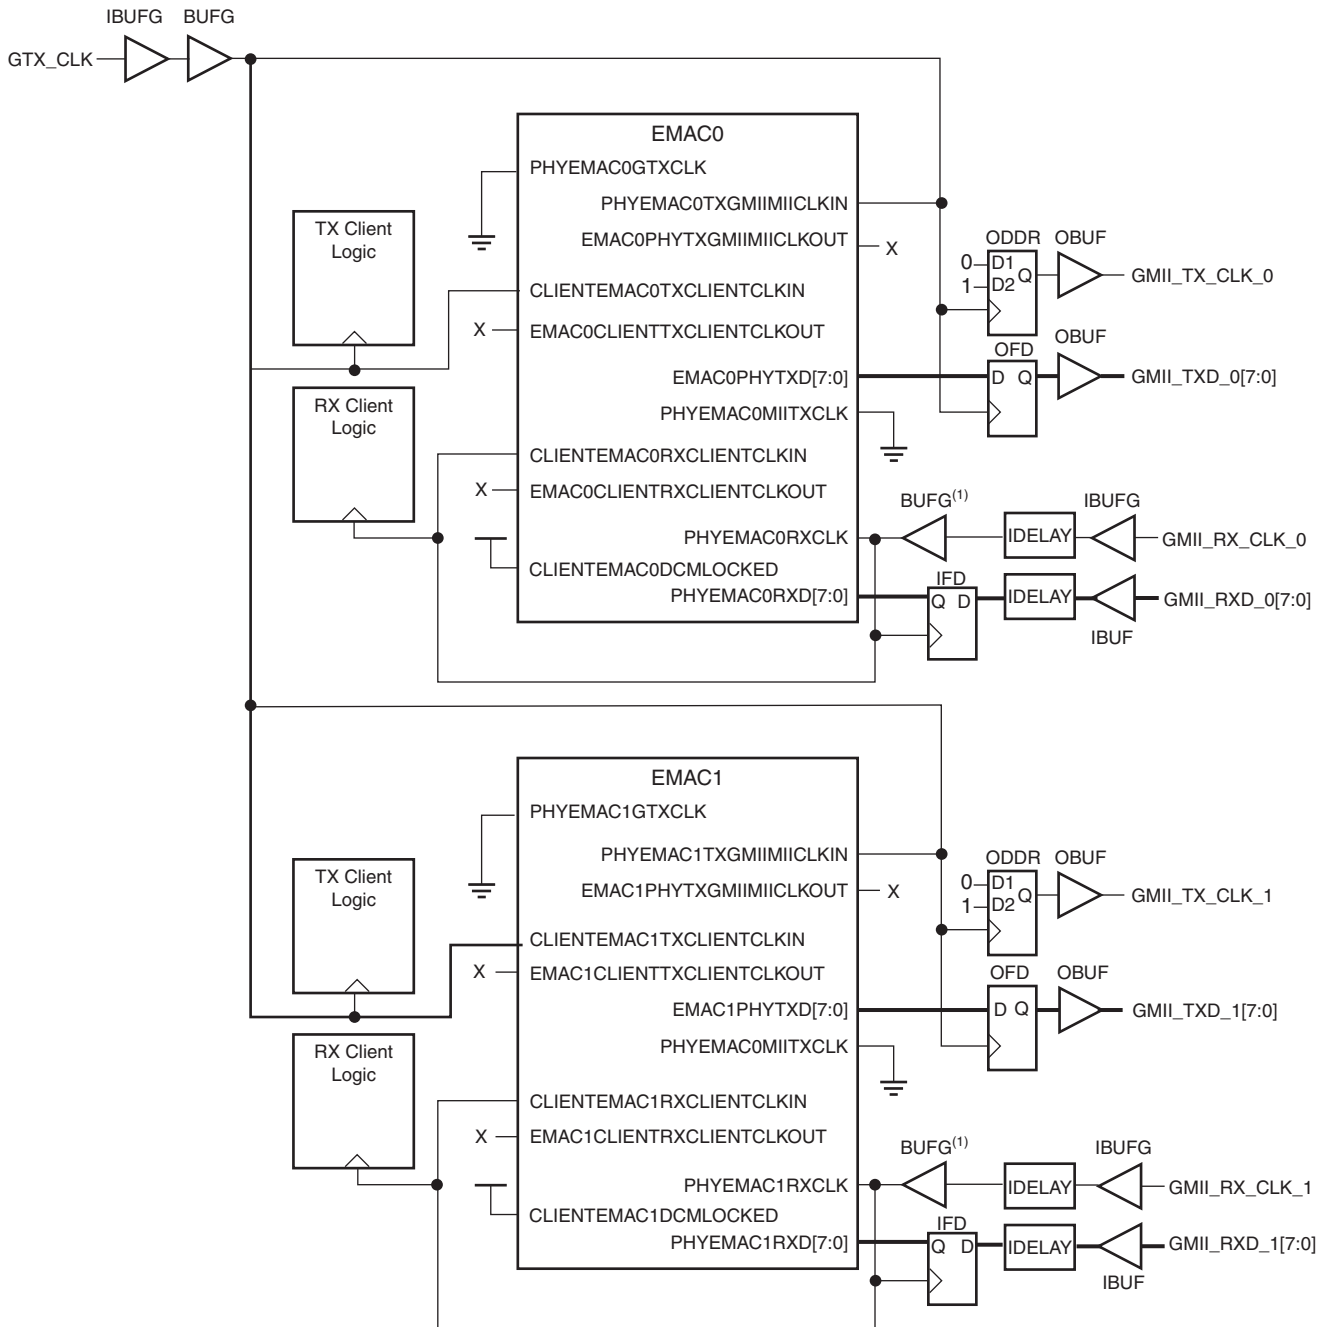 IBUFG BUFG
GTX_CLK
EMAC0
PHYEMAC0GTXCLK
PHYEMAC0TXGMIIMIICLKIN
EMAC0PHYTXGMIIMIICLKOUT
X
TX Client
Logic
ODDR OBUF
0 D1 Q
1 D2
GMII_TX_CLK_0
CLIENTEMAC0TXCLIENTCLKIN
X
EMAC0CLIENTTXCLIENTCLKOUT
OFD OBUF
EMAC0PHYTXD[7:0]
D Q
GMII_TXD_0[7:0]
RX Client
Logic
PHYEMAC0MIITXCLK
CLIENTEMAC0RXCLIENTCLKIN
X
EMAC0CLIENTRXCLIENTCLKOUT
BUFG(1)
IBUFG
PHYEMAC0RXCLK
IDELAY
GMII_RX_CLK_0
CLIENTEMAC0DCMLOCKED
IFD
PHYEMAC0RXD[7:0]
Q D
IDELAY
GMII_RXD_0[7:0]
IBUF
EMAC1
PHYEMAC1GTXCLK
PHYEMAC1TXGMIIMIICLKIN
EMAC1PHYTXGMIIMIICLKOUT
X
TX Client
Logic
ODDR OBUF
0 D1 Q
1 D2
GMII_TX_CLK_1
CLIENTEMAC1TXCLIENTCLKIN
X
EMAC1CLIENTTXCLIENTCLKOUT
OFD OBUF
EMAC1PHYTXD[7:0]
D Q
GMII_TXD_1[7:0]
RX Client
Logic
PHYEMAC0MIITXCLK
CLIENTEMAC1RXCLIENTCLKIN
X
EMAC1CLIENTRXCLIENTCLKOUT
BUFG(1)
IBUFG
PHYEMAC1RXCLK
IDELAY
GMII_RX_CLK_1
CLIENTEMAC1DCMLOCKED
IFD
PHYEMAC1RXD[7:0]
Q D
IDELAY
GMII_RXD_1[7:0]
IBUF